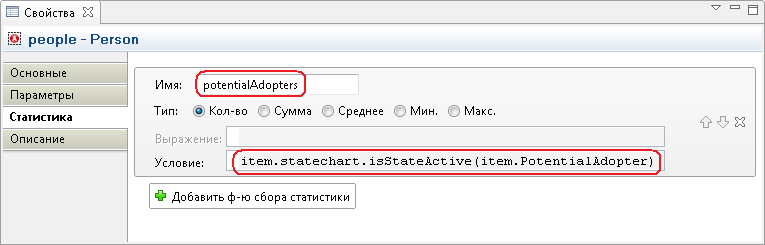 Свойства
people - Person
Основные
Параметры
Статистика
Описание
Имя: potentialAdopters
Тип: Кол-во Сумма Среднее Мин. Макс.
Выражение:
Условие: item.statechart.isStateActive(item.PotentialAdopter)
Добавить ф-ю сбора статистики